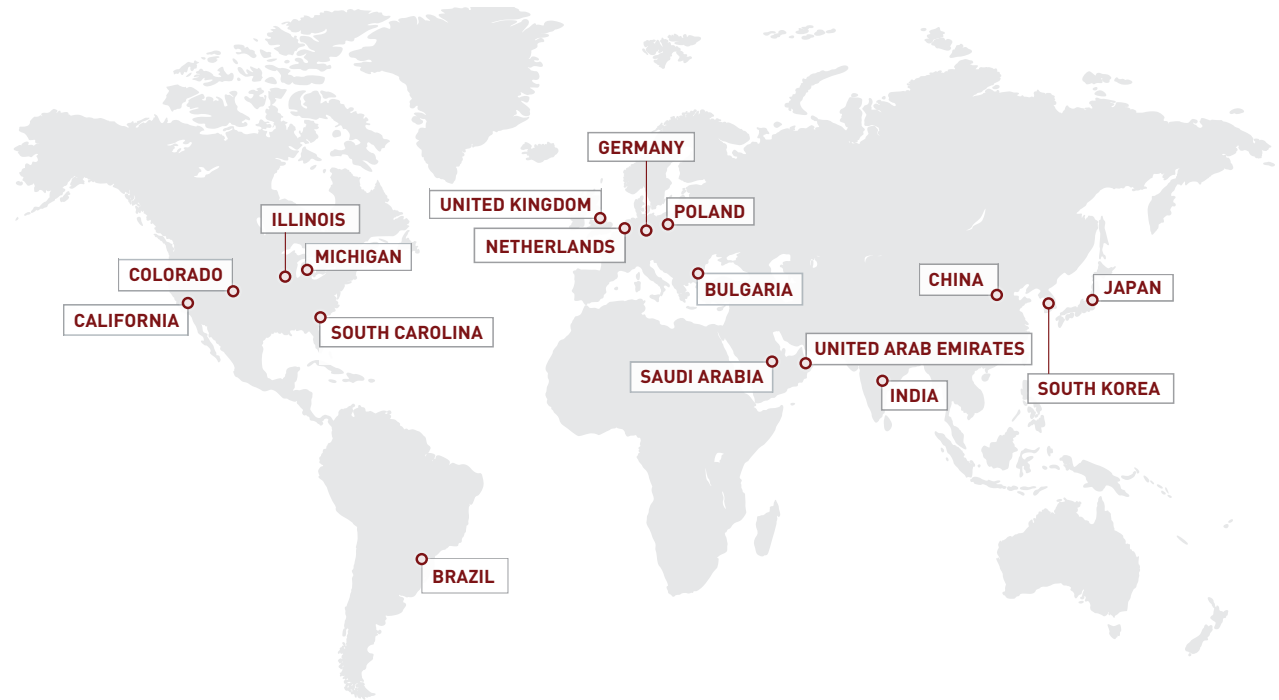 GERMANY
UNITED KINGDOM
POLAND
ILLINOIS
NETHERLANDS
MICHIGAN
COLORADO
CHINA
JAPAN
BULGARIA
CALIFORNIA
SOUTH CAROLINA
UNITED ARAB EMIRATES
SAUDI ARABIA
SOUTH KOREA
INDIA
BRAZIL